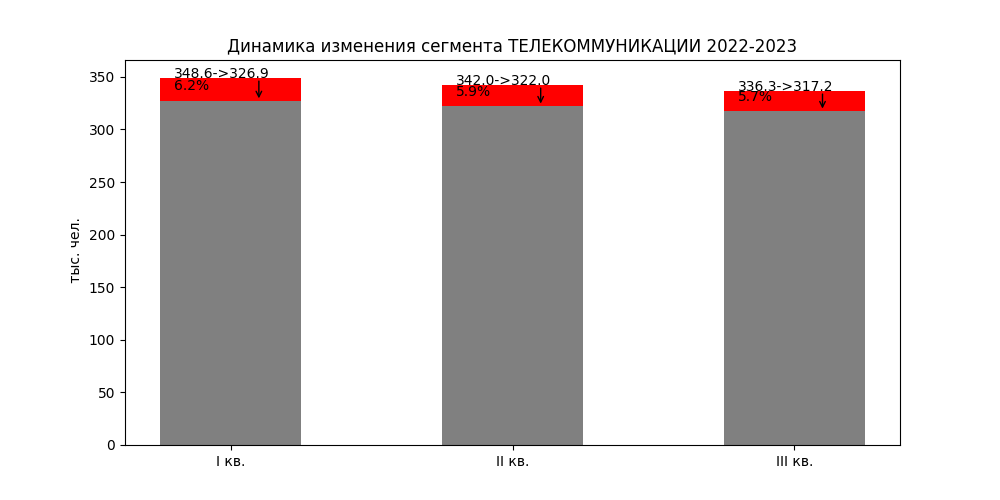 Динамика изменения сегмента ТЕЛЕКОММУНИКАЦИИ 2022-2023
348.6->326.9
6.2%
342.0->322.0
5.9%
336.3->317.2
5.7%
тыс. чел.
350
300
250
200
150
100
50
0
I кв.
II кв.
III кв.